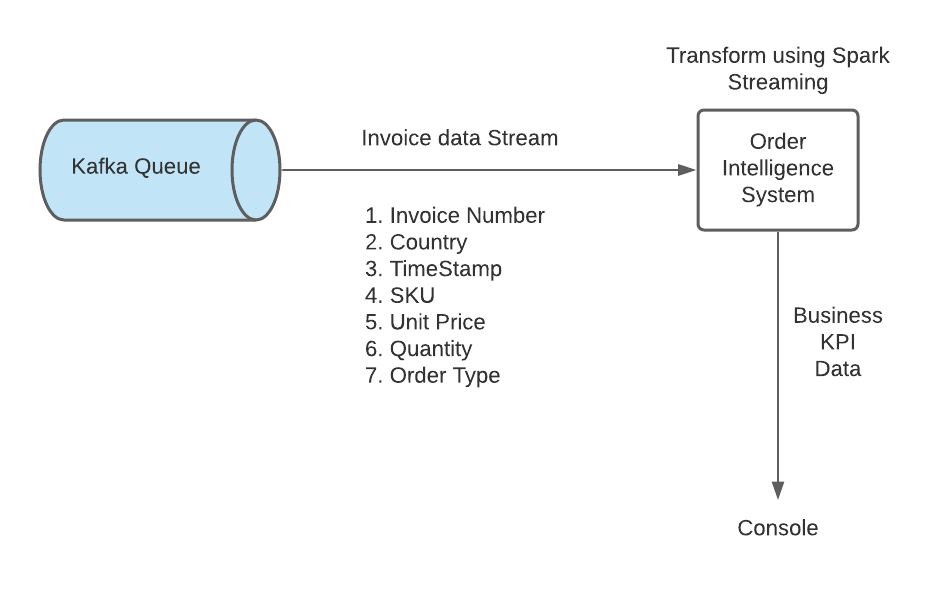 Transform using Spark
Streaming
Kafka Queue
Invoice data Stream
Order
Intelligence
System
1. Invoice Number
2. Country
3. TimeStamp
4. SKU
5. Unit Price
6. Quantity
7. Order Type
Business
KPI
Data
Console